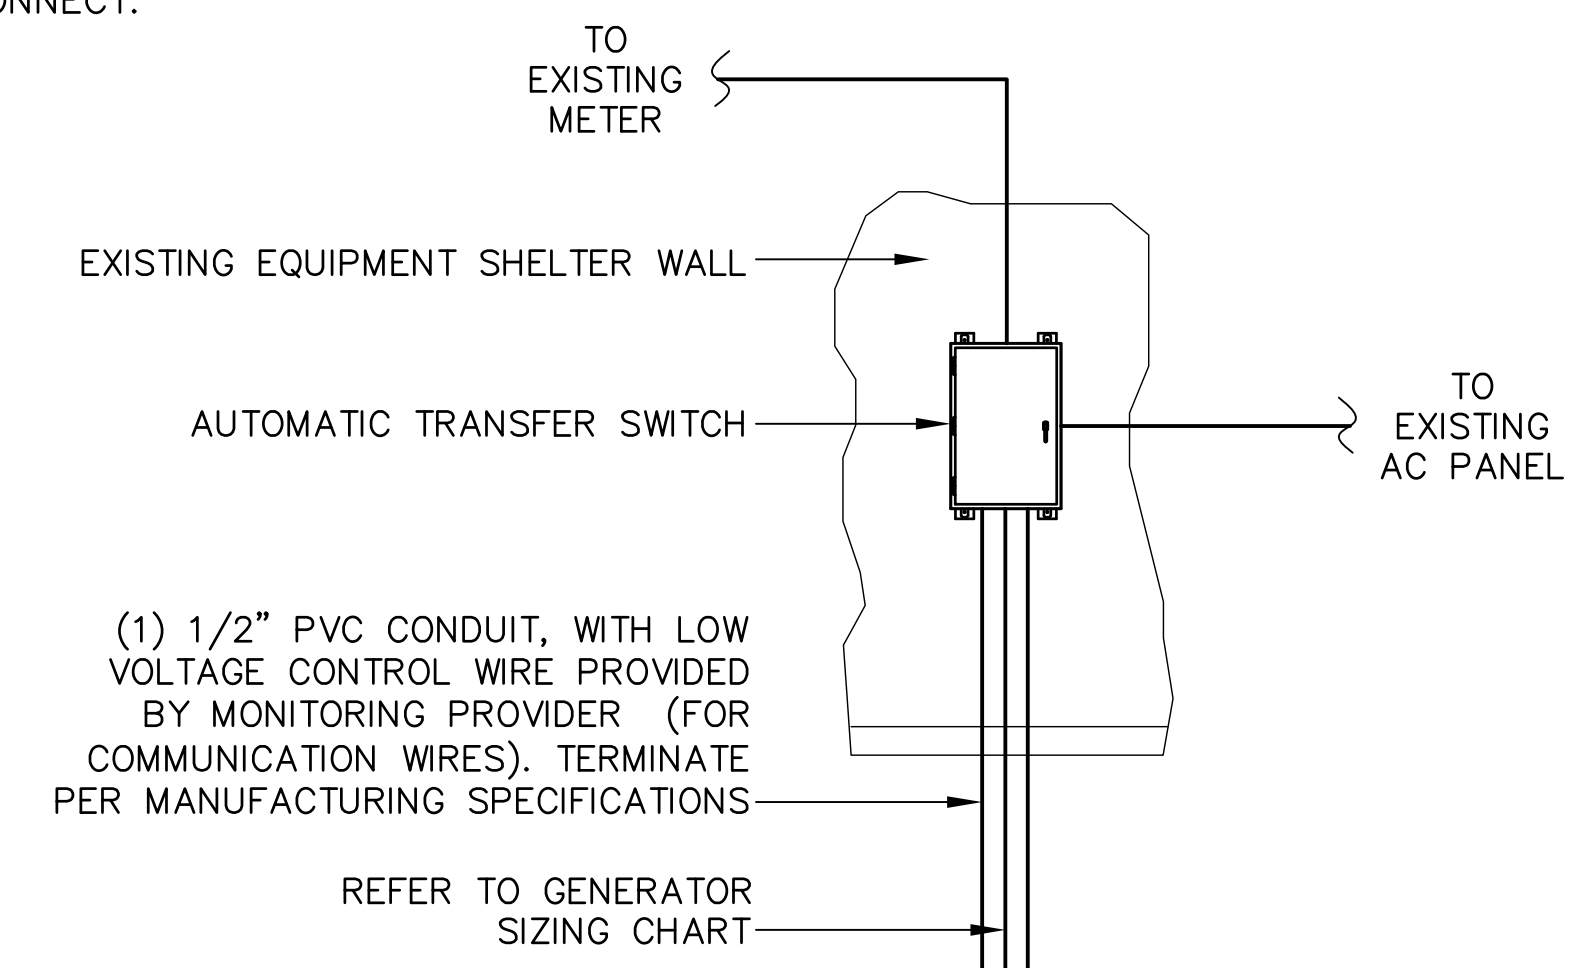 TO
EXISTING
METER
EXISTING EQUIPMENT SHELTER WALL
AUTOMATIC TRANSFER SWITCH
TO
EXISTING
AC PANEL
(1) 1/2” PVC CONDUIT, WITH LOW
VOLTAGE CONTROL WIRE PROVIDED
BY MONITORING PROVIDER (FOR
COMMUNICATION WIRES). TERMINATE
PER MANUFACTURING SPECIFICATIONS
REFER TO GENERATOR
SIZING CHART